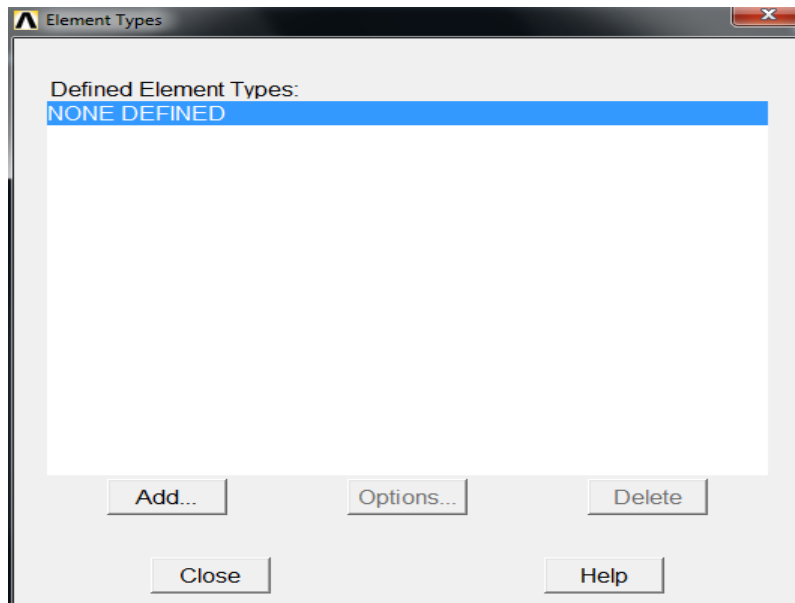 Element Types
Defined Element Types:
NONE DEFINED
Add... Options... Delete
Close Help